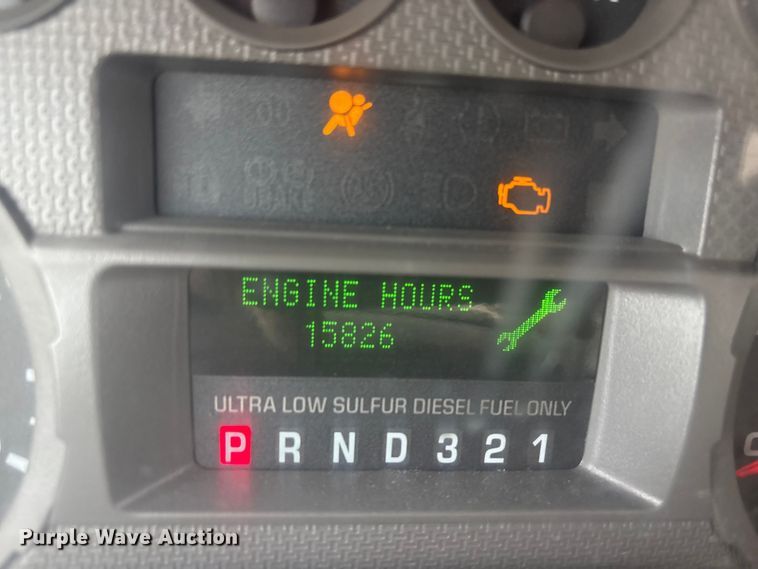 ENGINE HOURS
15826
ULTRA LOW SULFUR DIESEL FUEL ONLY
P R N D 3 2 1
Purple Wave Auction